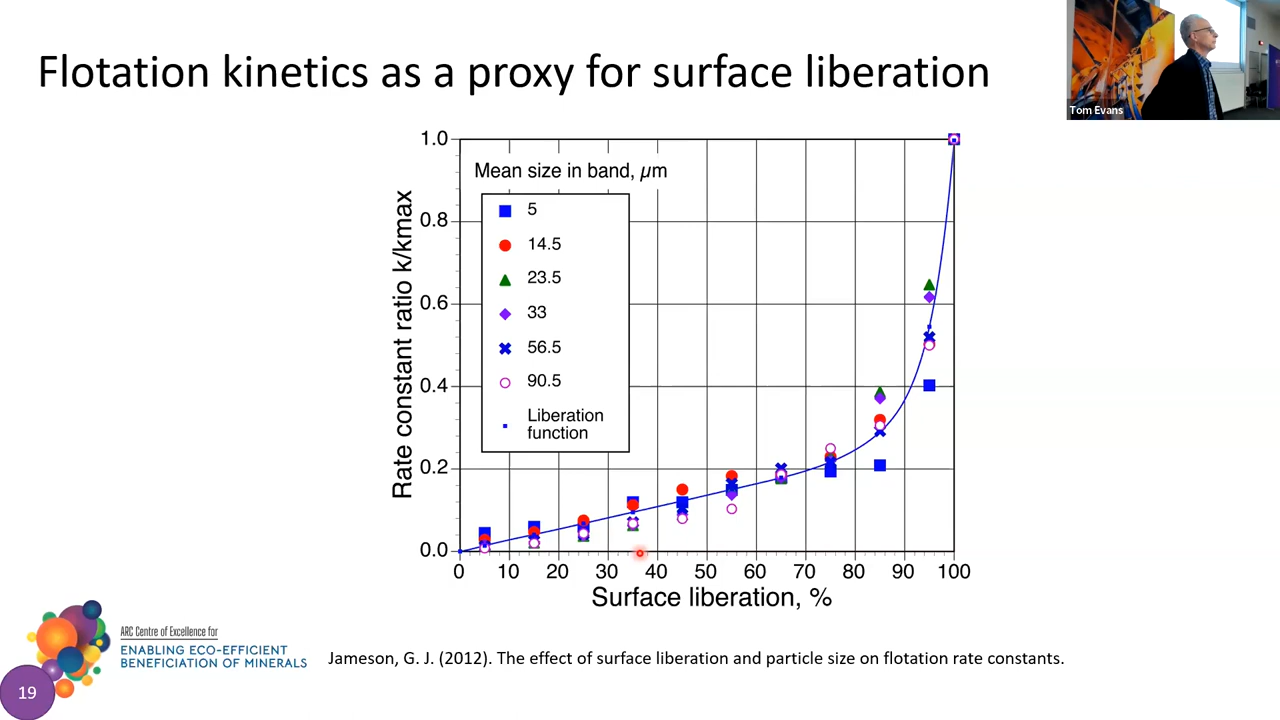 Flotation kinetics as a proxy for surface liberation
Tom Evans
Mean size in band, µm
5
14.5
23.5
33
56.5
90.5
Liberation
function
Rate constant ratio k/kmax
1.0
0.8
0.6
0.4
0.2
0.0
0 10 20 30 40 50 60 70 80 90 100
Surface liberation, %
ARC Centre of Excellence for
ENABLING ECO-EFFICIENT
BENEFICIATION OF MINERALS
Jameson, G. J. (2012). The effect of surface liberation and particle size on flotation rate constants.
19